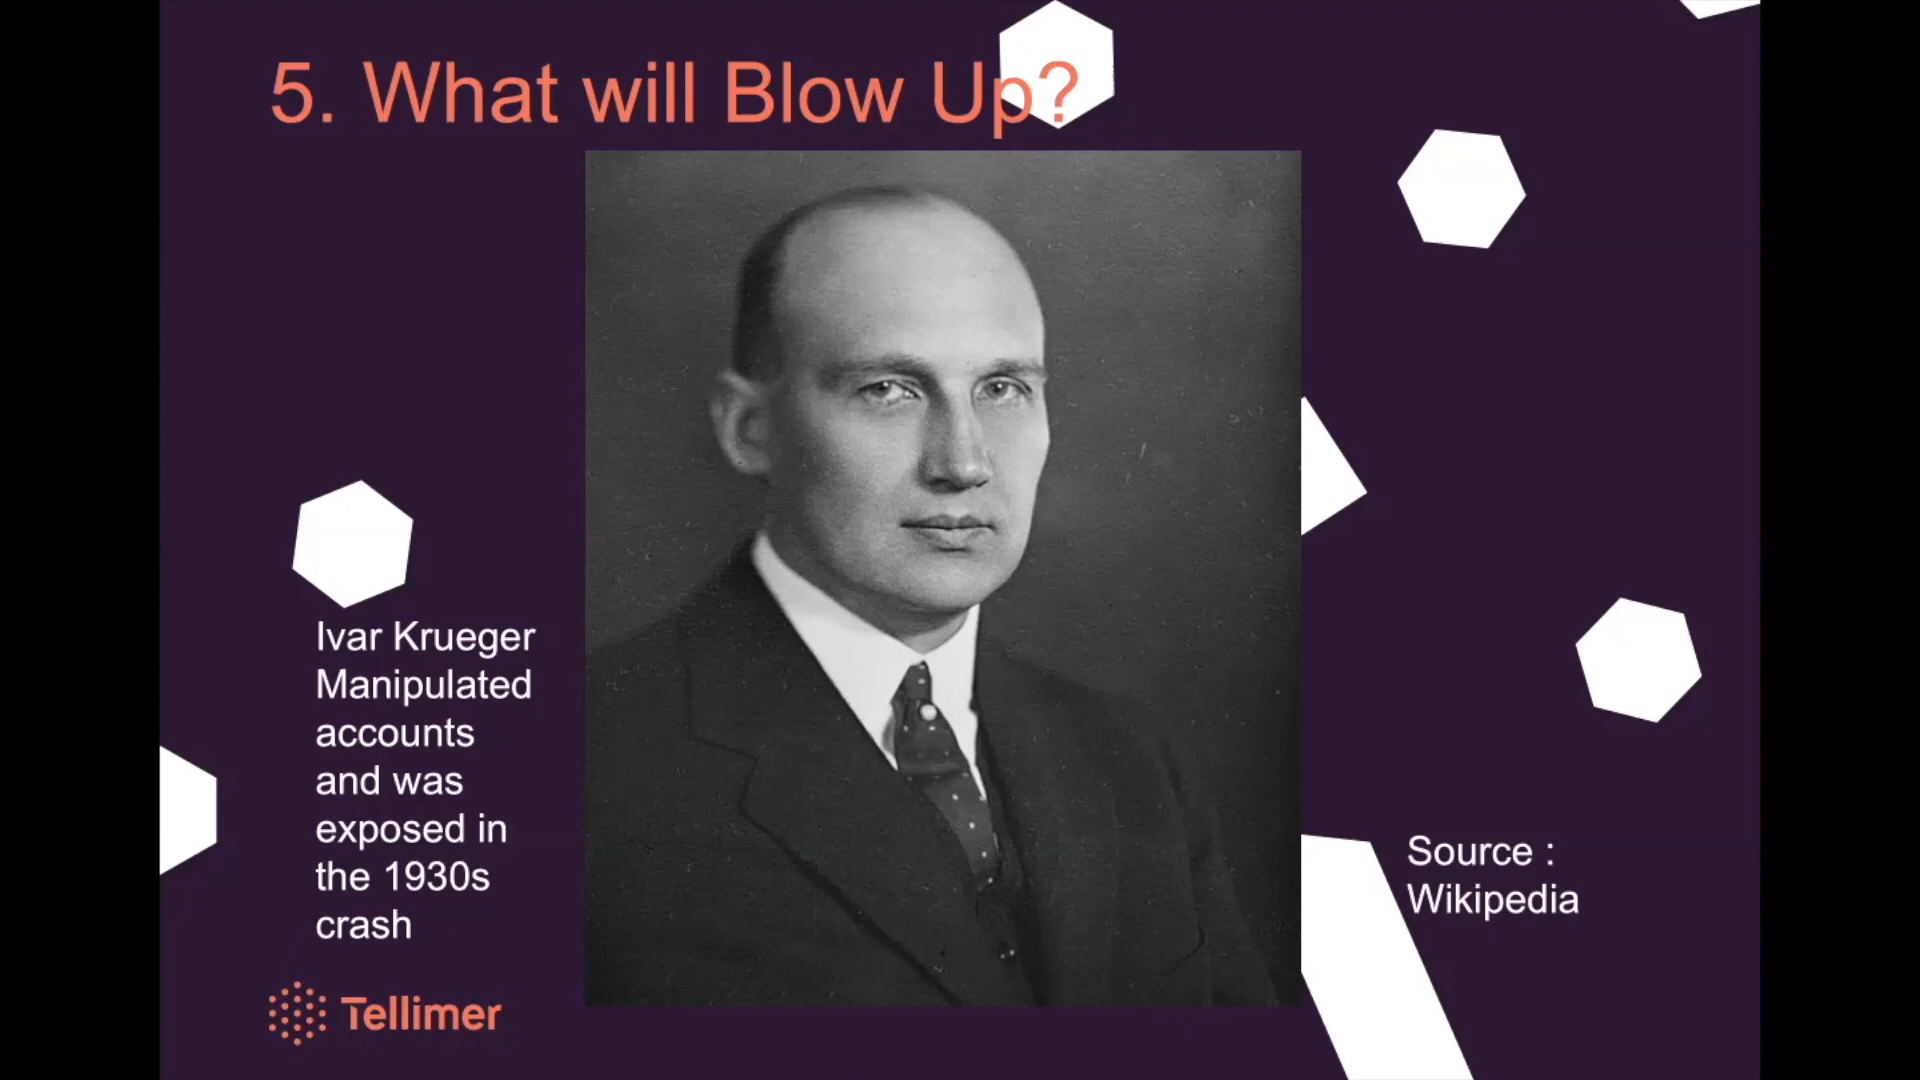 5. What will Blow Up?
Ivar Krueger
Manipulated
accounts
and was
exposed in
the 1930s
crash
Source :
Wikipedia
Tellimer